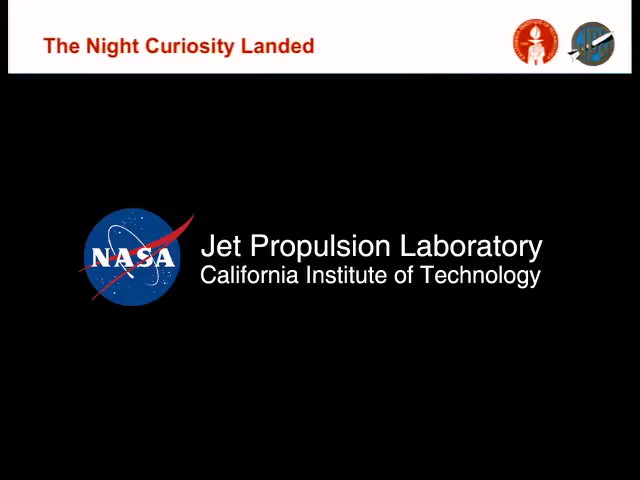 The Night Curiosity Landed
NASA
Jet Propulsion Laboratory
California Institute of Technology